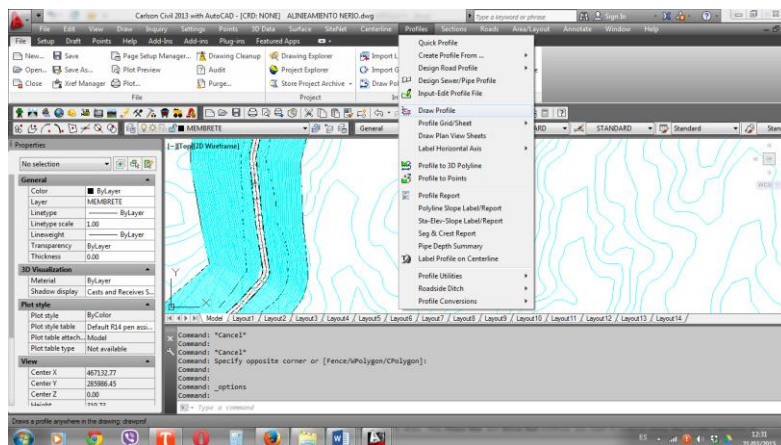 Carlson Civil 2013 with AutoCAD - [CRD: NONE] ALINEAMIENTO NERIO.dwg
Type a keyword or phrase
Sign In
File Edit View Draw Inquiry Settings Points 3D Data Surface SiteNet Centerline Profiles Sections Roads Area/Layout Annotate Window Help
File Setup Draft Points Help Add-Ins Add-ins Plug-ins Featured Apps
New... Save Page Setup Manager... Drawing Cleanup Drawing Explorer Import L
Open... Save As... Plot Preview Audit Project Explorer Import G
Close Xref Manager Plot... Purge... Store Project Archive Draw Pol
File Project
MEMBRETE General STANDARD Standard
Properties
[-][Top][2D Wireframe]
No selection
General
Color ByLayer
Layer MEMBRETE
Linetype ByLayer
Linetype scale 1.00
Lineweight ByLayer
Transparency ByLayer
Thickness 0.00
3D Visualization
Material ByLayer
Shadow display Casts and Receives S...
Plot style
Plot style ByColor
Plot style table Default R14 pen assi...
Plot table attach... Model
Plot table type Not available
View
Center X 467132.77
Center Y 285986.45
Center Z 0.00
Quick Profile
Create Profile From ...
Design Road Profile
Design Sewer/Pipe Profile
Input-Edit Profile File
Draw Profile
Profile Grid/Sheet
Draw Plan View Sheets
Label Horizontal Axis
Profile to 3D Polyline
Profile to Points
Profile Report
Polyline Slope Label/Report
Sta-Elev-Slope Label/Report
Sag & Crest Report
Pipe Depth Summary
Label Profile on Centerline
Profile Utilities
Roadside Ditch
Profile Conversions
Y
X
Model Layout1 Layout2 Layout3 Layout4 Layout5 Layout6 Layout7 Layout8 Layout9 Layout10 Layout11 Layout12 Layout13 Layout14
Command: *Cancel*
Command:
Command: *Cancel*
Command: Specify opposite corner or [Fence/WPolygon/CPolygon]:
Command:
Command:
Command: _options
Command:
Command:
Type a command
Draws a profile anywhere in the drawing: drawprof
ES 12:31
21/03/2015